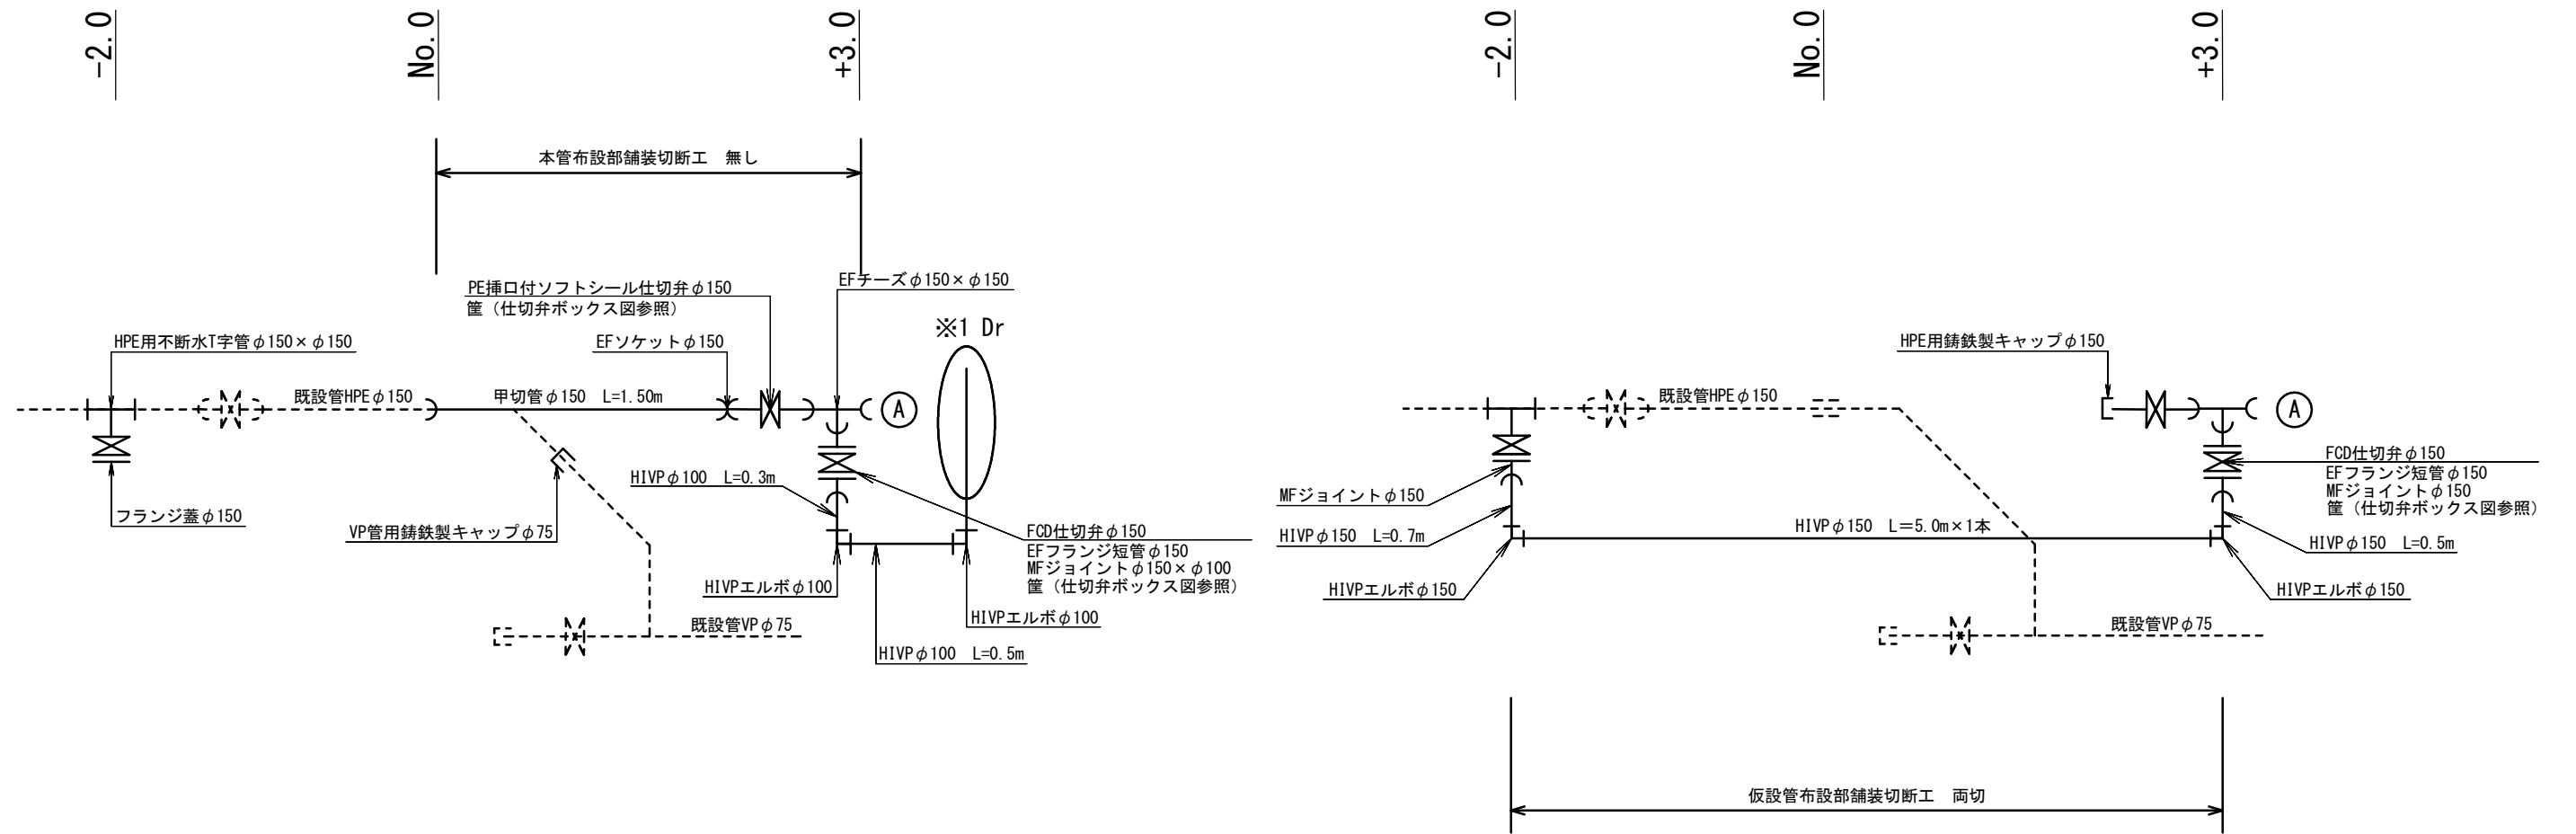 -2.0
No.0
+3.0
本管布設部舗装切断工　無し
EFチーズφ150×φ150
PE挿口付ソフトシール仕切弁φ150
筺（仕切弁ボックス図参照）
※1 Dr
HPE用不断水T字管φ150×φ150
EFソケットφ150
既設管HPEφ150
甲切管φ150　L=1.50m
A
HIVPφ100　L=0.3m
フランジ蓋φ150
VP管用鋳鉄製キャップφ75
FCD仕切弁φ150
EFフランジ短管φ150
MFジョイントφ150×φ100
筺（仕切弁ボックス図参照）
HIVPエルボφ100
HIVPエルボφ100
既設管VPφ75
HIVPφ100　L=0.5m
-2.0
No.0
+3.0
HPE用鋳鉄製キャップφ150
既設管HPEφ150
A
FCD仕切弁φ150
EFフランジ短管φ150
MFジョイントφ150
筺（仕切弁ボックス図参照）
MFジョイントφ150
HIVPφ150　L=0.7m
HIVPφ150　L＝5.0m×1本
HIVPφ150　L=0.5m
HIVPエルボφ150
HIVPエルボφ150
既設管VPφ75
仮設管布設部舗装切断工　両切